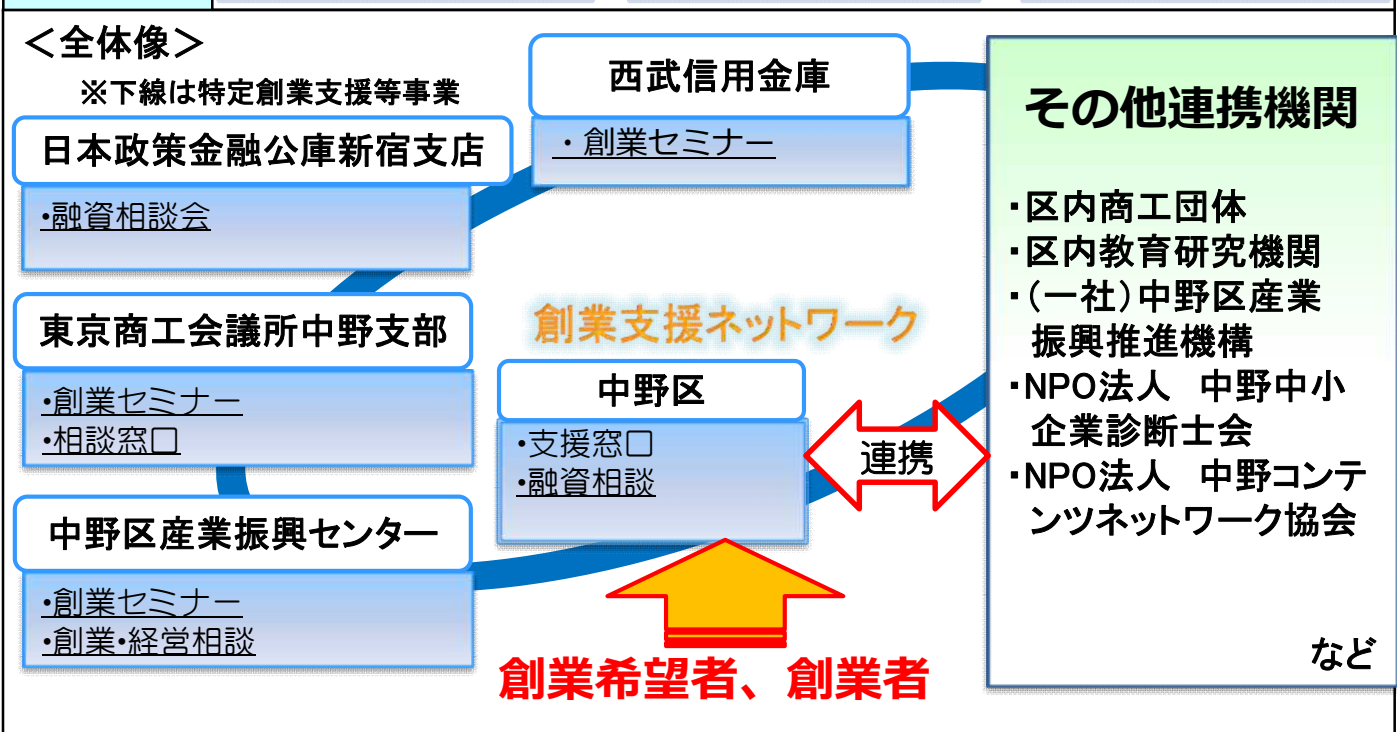 ＜全体像＞
※下線は特定創業支援等事業
日本政策金融公庫新宿支店
・融資相談会
西武信用金庫
・創業セミナー
東京商工会議所中野支部
・創業セミナー
・相談窓口
中野区産業振興センター
・創業セミナー
・創業・経営相談
創業支援ネットワーク
中野区
・支援窓口
・融資相談
連携
創業希望者、創業者
その他連携機関
・区内商工団体
・区内教育研究機関
・（一社）中野区産業
振興推進機構
・NPO法人　中野中小
企業診断士会
・NPO法人　中野コンテ
ンツネットワーク協会
など